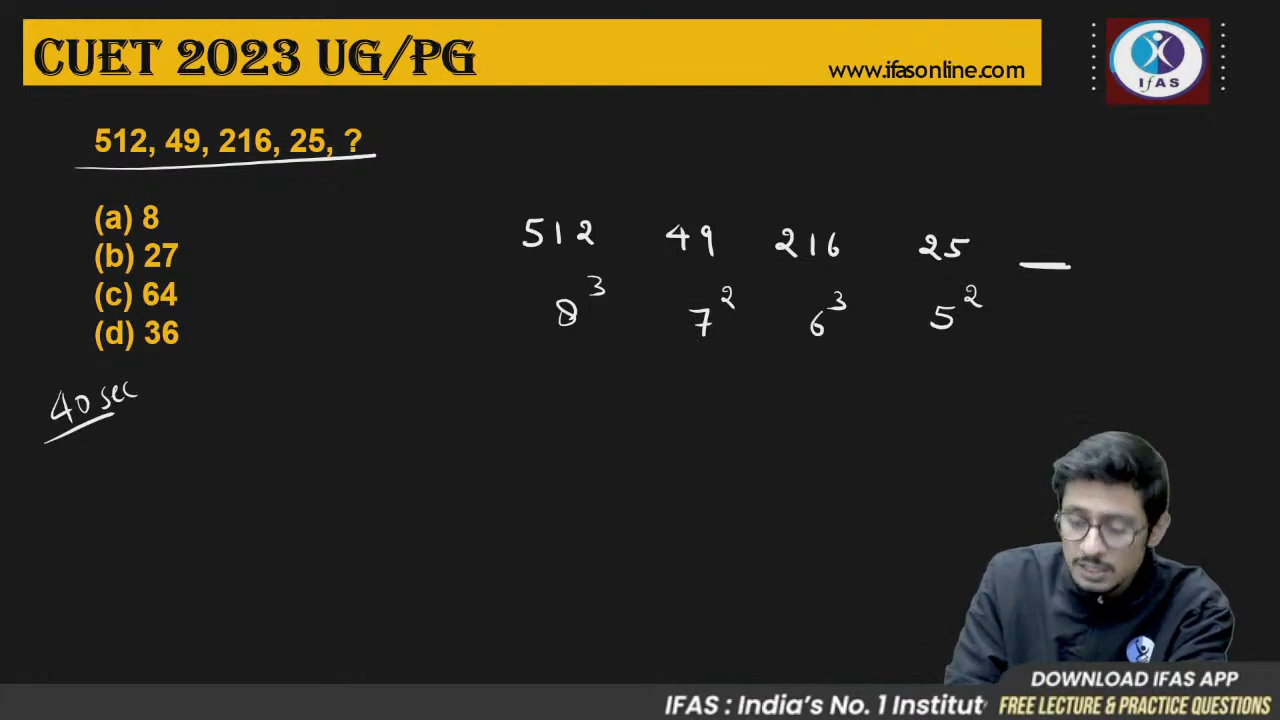 CUET 2023 UG/PG
www.ifasonline.com
IfAS
512, 49, 216, 25, ?
(a) 8
(b) 27
(c) 64
(d) 36
40 sec
512 49 216 25 _
8³ 7² 6³ 5²
DOWNLOAD IFAS APP
IFAS : India's No. 1 Institut
FREE LECTURE & PRACTICE QUESTIONS